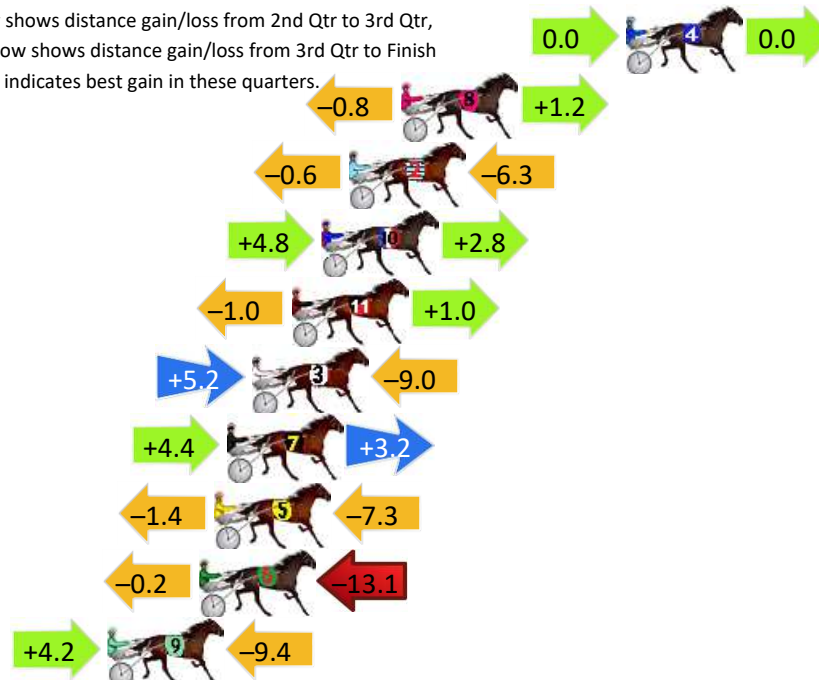 shows distance gain/loss from 2nd Qtr to 3rd Qtr,
ow shows distance gain/loss from 3rd Qtr to Finish
indicates best gain in these quarters.
0.0 4 0.0
–0.8 8 +1.2
–0.6 2 –6.3
+4.8 10 +2.8
–1.0 11 +1.0
+5.2 3 –9.0
+4.4 7 +3.2
–1.4 5 –7.3
–0.2 6 –13.1
+4.2 9 –9.4